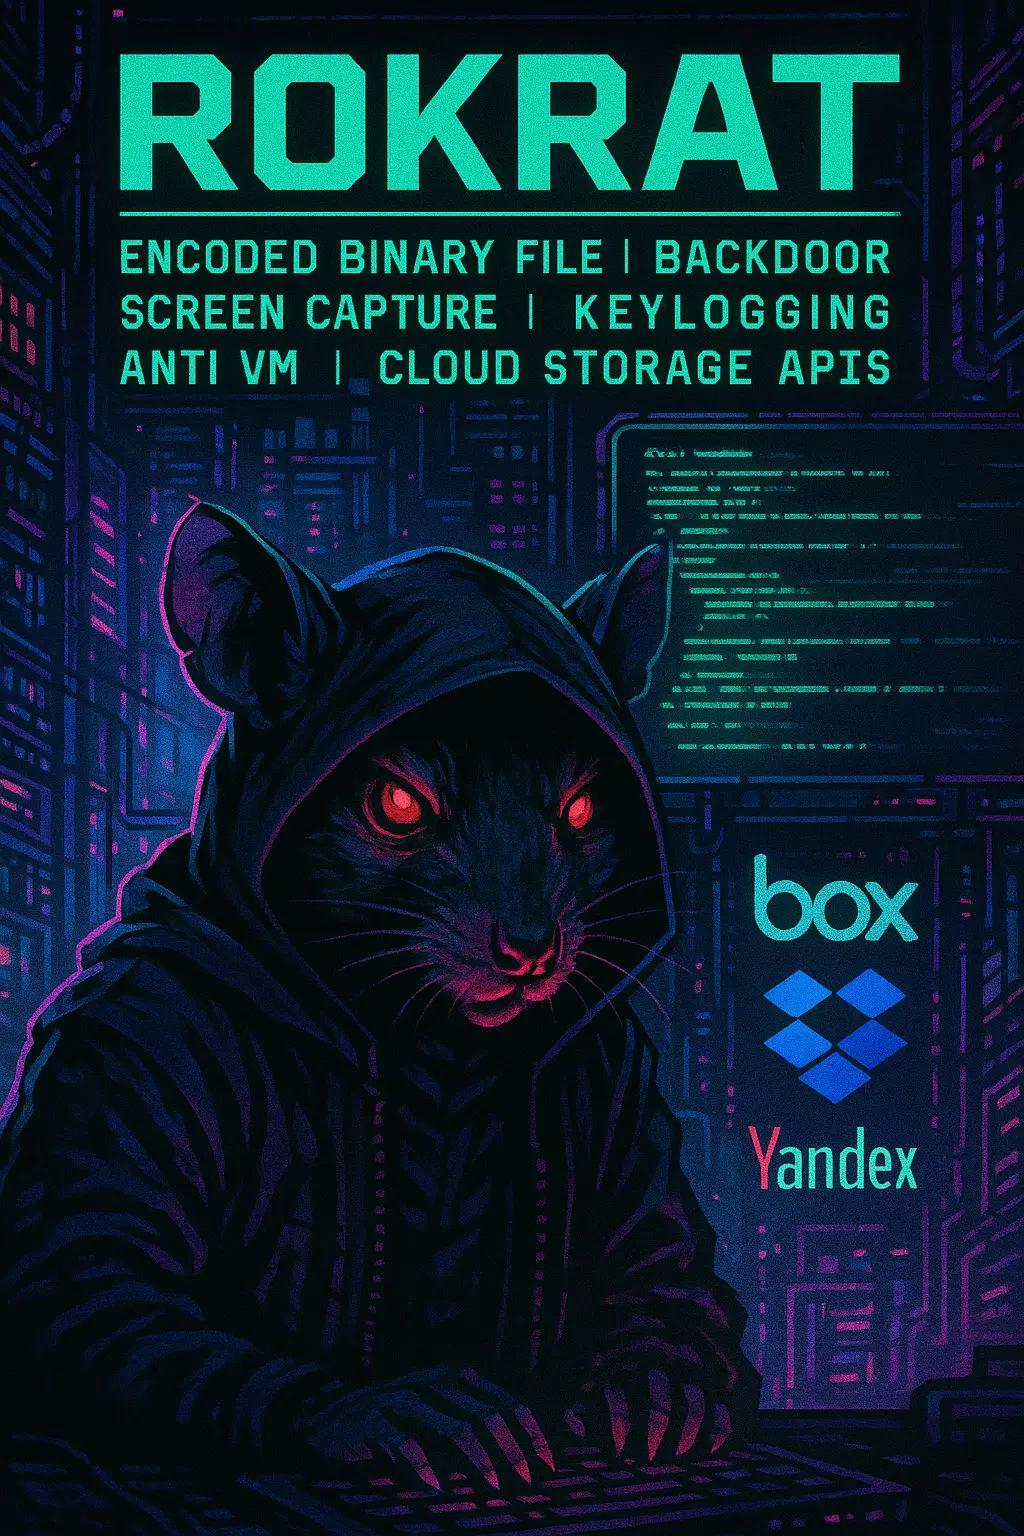 ROKRAT
ENCODED BINARY FILE | BACKDOOR
SCREEN CAPTURE | KEYLOGGING
ANTI VM | CLOUD STORAGE APIS
box
Yandex